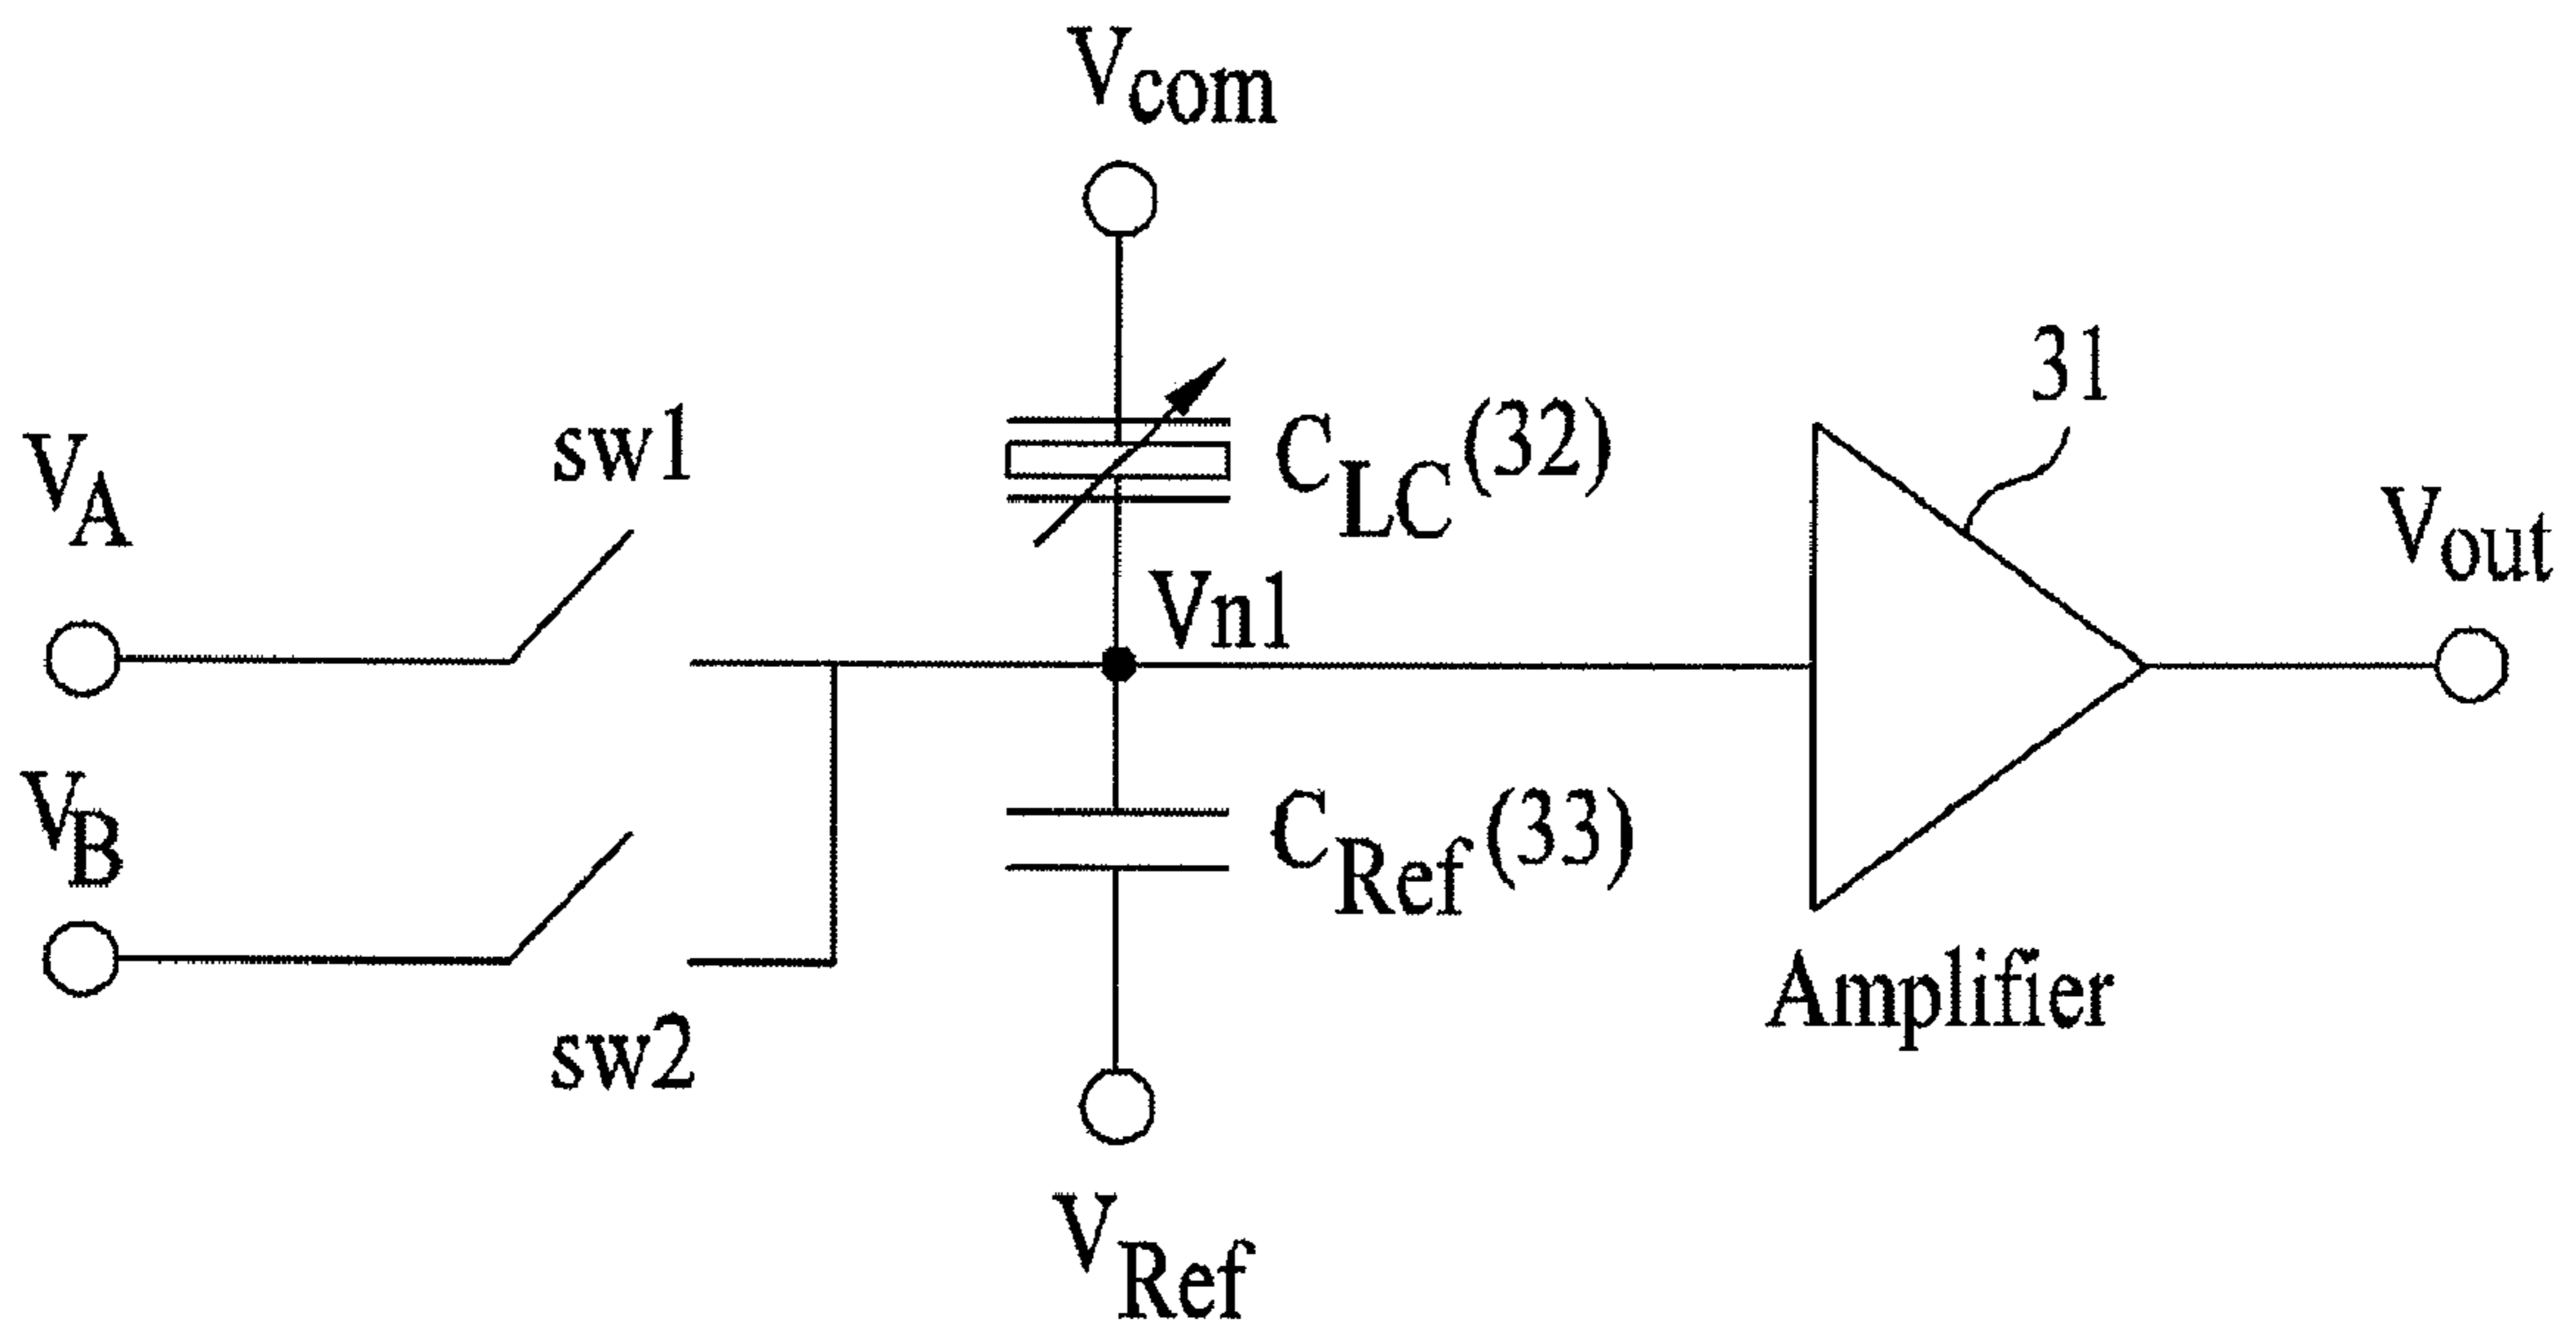 Vcom
31
sw1
CLC(32)
VA
Vout
Vn1
VB
CRef(33)
Amplifier
sw2
VRef